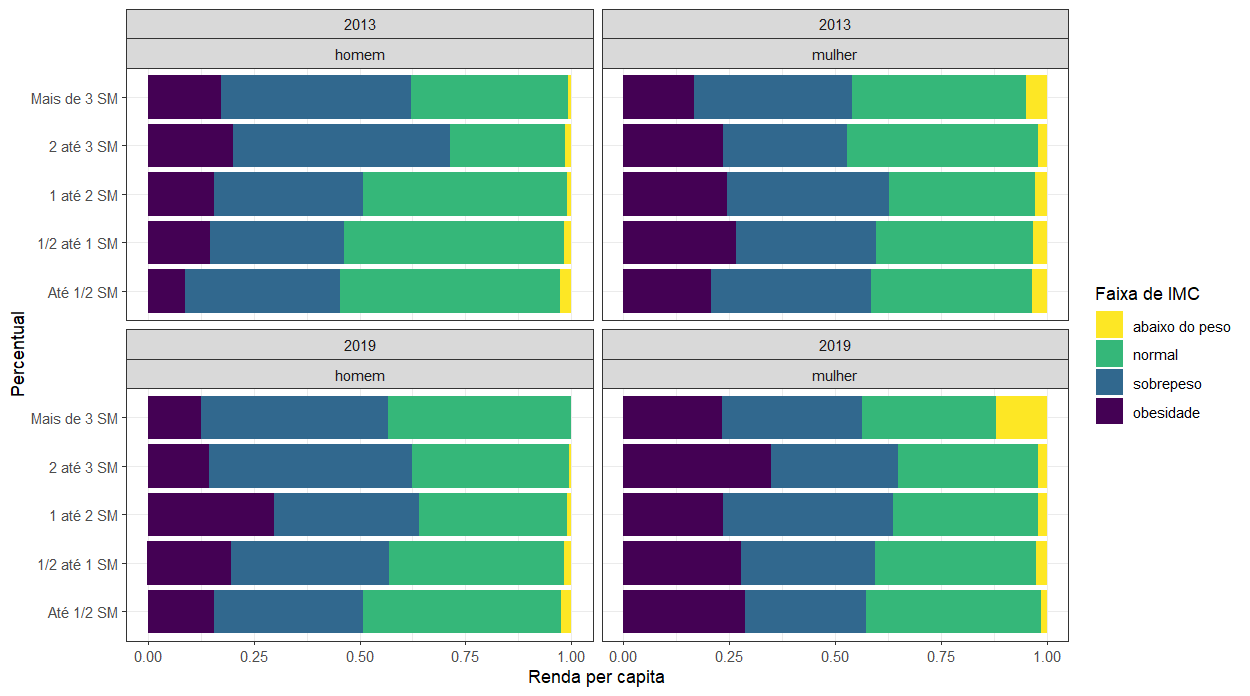 2013
homem
2013
mulher
Mais de 3 SM
2 até 3 SM
1 até 2 SM
1/2 até 1 SM
Até 1/2 SM
2019
homem
2019
mulher
Mais de 3 SM
2 até 3 SM
1 até 2 SM
1/2 até 1 SM
Até 1/2 SM
0.00 0.25 0.50 0.75 1.00
0.00 0.25 0.50 0.75 1.00
Renda per capita
Percentual
Faixa de IMC
abaixo do peso
normal
sobrepeso
obesidade